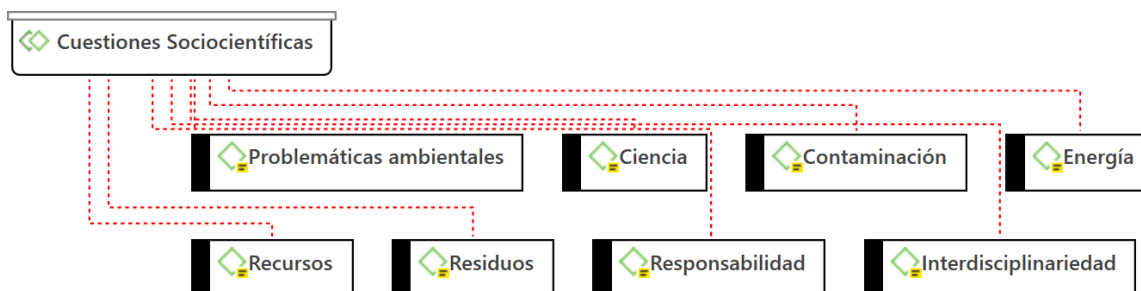 Cuestiones Sociocientíficas
Problemáticas ambientales
Ciencia
Contaminación
Energía
Recursos
Residuos
Responsabilidad
Interdisciplinariedad